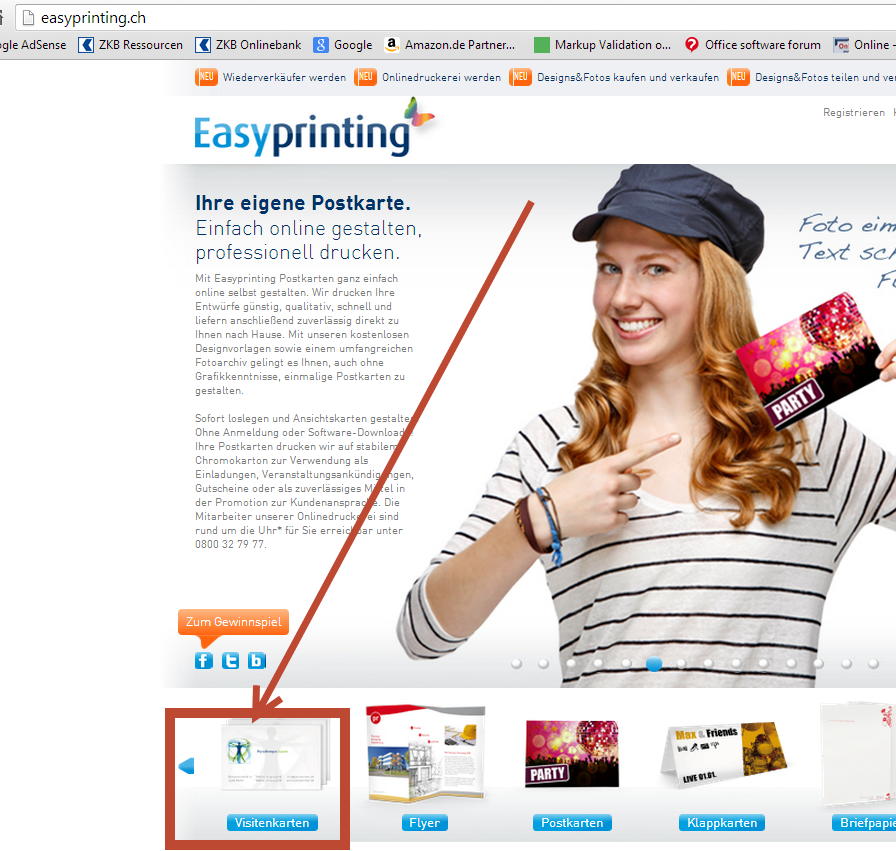 easyprinting.ch
gle AdSense ZKB Ressourcen ZKB Onlinebank Google Amazon.de Partner... Markup Validation o... Office software forum Online -
NEU Wiederverkäufer werden NEU Onlinedruckerei werden NEU Designs&Fotos kaufen und verkaufen NEU Designs&Fotos teilen und ver
Easyprinting
Registrieren
Ihre eigene Postkarte.
Einfach online gestalten,
professionell drucken.
Foto ein
Text sch
Mit Easyprinting Postkarten ganz einfach
online selbst gestalten. Wir drucken Ihre
Entwürfe günstig, qualitativ, schnell und
liefern anschließend zuverlässig direkt zu
Ihnen nach Hause. Mit unseren kostenlosen
Designvorlagen sowie einem umfangreichen
Fotoarchiv gelingt es Ihnen, auch ohne
Grafikkenntnisse, einmalige Postkarten zu
gestalten.
PARTY
Sofort loslegen und Ansichtskarten gestalten
Ohne Anmeldung oder Software-Download.
Ihre Postkarten drucken wir auf stabilem
Chromokarton zur Verwendung als
Einladungen, Veranstaltungsankündigungen,
Gutscheine oder als zuverlässiges Mittel in
der Promotion zur Kundenansprache. Die
Mitarbeiter unserer Onlinedruckerei sind
rund um die Uhr* für Sie erreichbar unter
0800 32 79 77.
Zum Gewinnspiel
PARTY
Max & Friends
LIVE 01.01.
Visitenkarten Flyer Postkarten Klappkarten Briefpapie